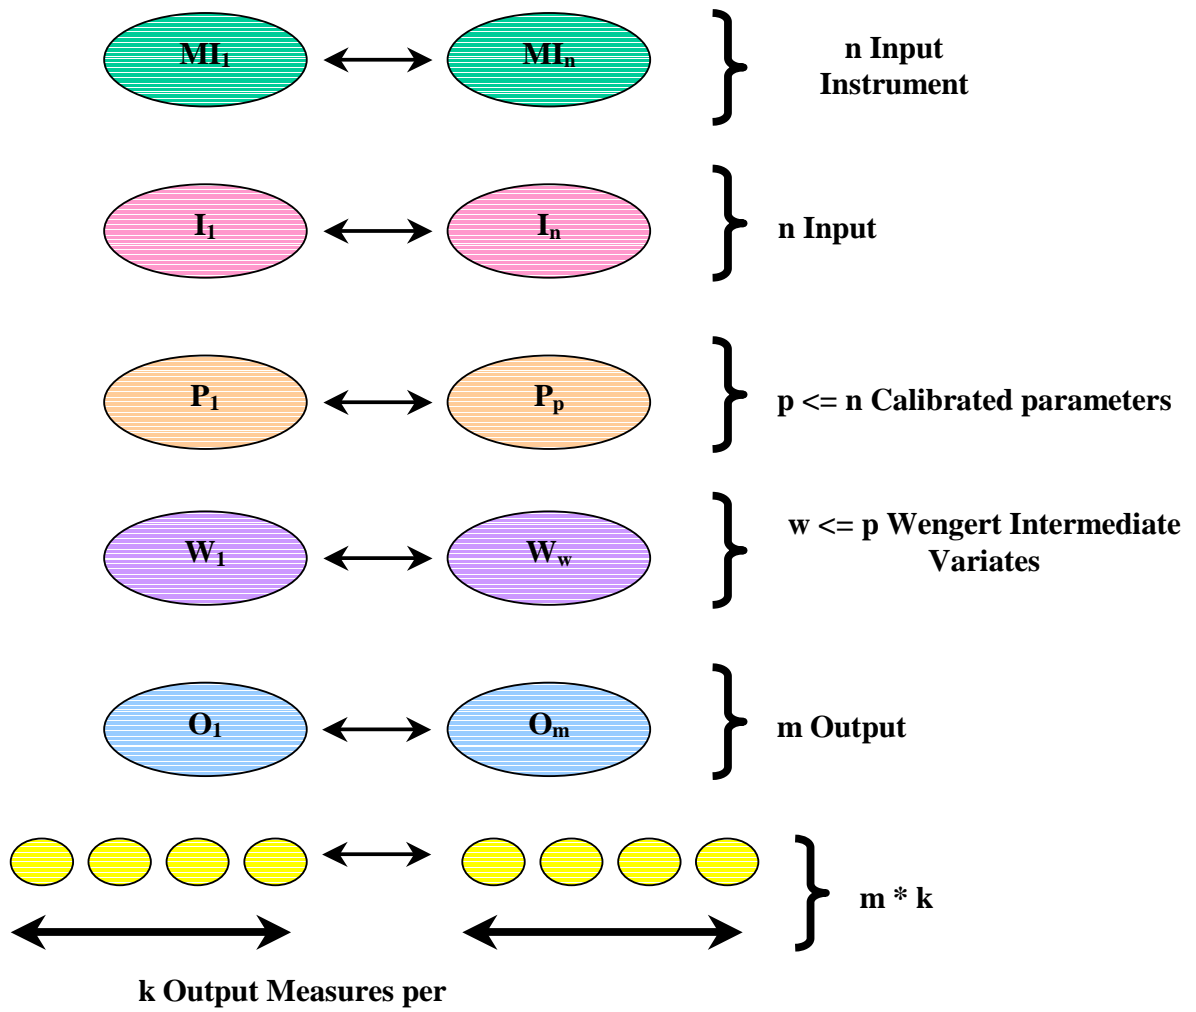 MI₁
MIₙ
n Input
Instrument
I₁
Iₙ
n Input
P₁
Pₚ
p <= n Calibrated parameters
W₁
W_w
w <= p Wengert Intermediate
Variates
O₁
Oₘ
m Output
m * k
k Output Measures per